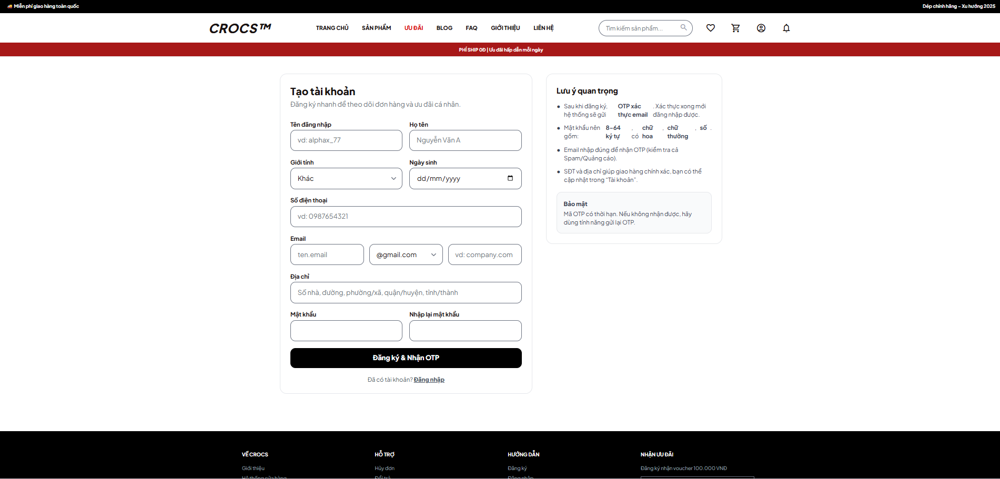 🚚 Miễn phí giao hàng toàn quốc
Dép chính hãng – Xu hướng 2025
CROCS™
TRANG CHỦ
SẢN PHẨM
ƯU ĐÃI
BLOG
FAQ
GIỚI THIỆU
LIÊN HỆ
Tìm kiếm sản phẩm...
PHÍ SHIP 0Đ | Ưu đãi hấp dẫn mỗi ngày
Tạo tài khoản
Đăng ký nhanh để theo dõi đơn hàng và ưu đãi cá nhân.
Tên đăng nhập
Họ tên
vd: alphax_77
Nguyễn Văn A
Giới tính
Ngày sinh
Khác
dd/mm/yyyy
Số điện thoại
vd: 0987654321
Email
ten.email
@gmail.com
vd: company.com
Địa chỉ
Số nhà, đường, phường/xã, quận/huyện, tỉnh/thành
Mật khẩu
Nhập lại mật khẩu
Đăng ký & Nhận OTP
Đã có tài khoản? Đăng nhập
Lưu ý quan trọng
Sau khi đăng ký, OTP xác . Xác thực xong mới
hệ thống sẽ gửi thực email đăng nhập được.
Mật khẩu nên 8–64 , chữ , chữ , số .
gồm: ký tự có hoa thường
Email nhập đúng để nhận OTP (kiểm tra cả
Spam/Quảng cáo).
SĐT và địa chỉ giúp giao hàng chính xác, bạn có thể
cập nhật trong “Tài khoản”.
Bảo mật
Mã OTP có thời hạn. Nếu không nhận được, hãy
dùng tính năng gửi lại OTP.
VỀ CROCS
HỖ TRỢ
HƯỚNG DẪN
NHẬN ƯU ĐÃI
Giới thiệu
Hủy đơn
Đăng ký
Đăng ký nhận voucher 100.000 VNĐ
Hệ thống cửa hàng
Đổi trả
Đăng nhập